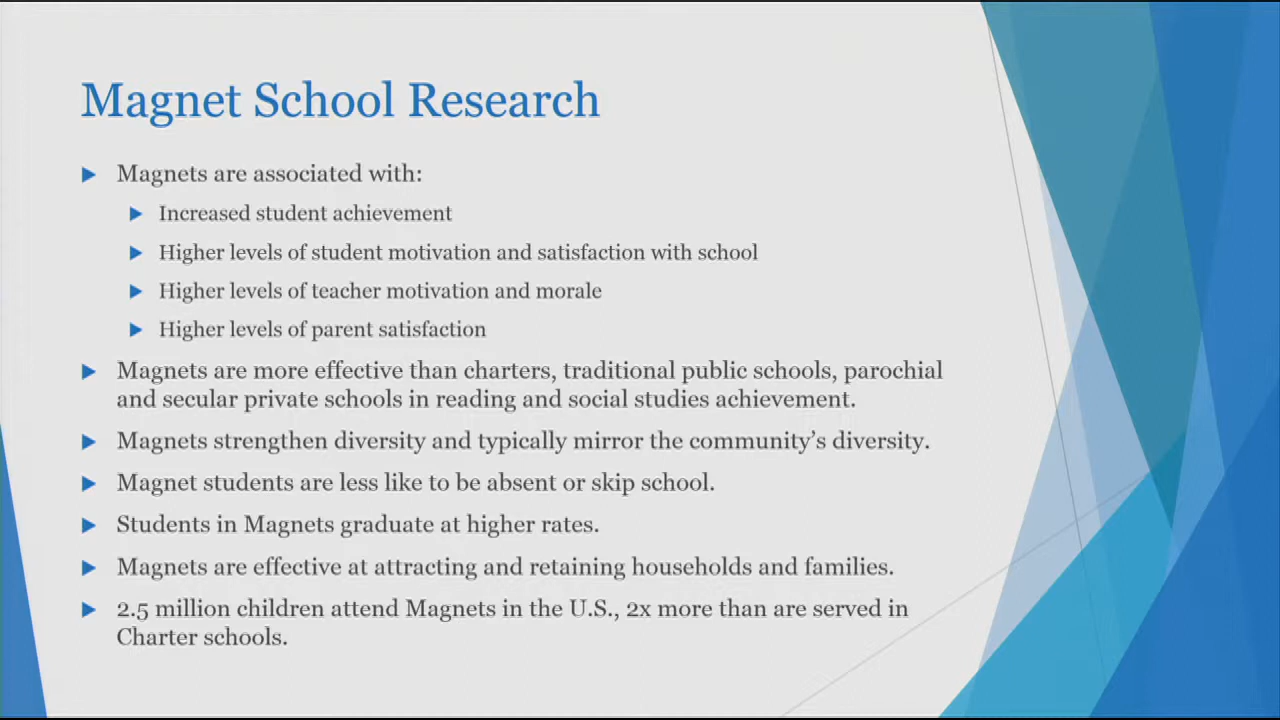 Magnet School Research
Magnets are associated with:
Increased student achievement
Higher levels of student motivation and satisfaction with school
Higher levels of teacher motivation and morale
Higher levels of parent satisfaction
Magnets are more effective than charters, traditional public schools, parochial
and secular private schools in reading and social studies achievement.
Magnets strengthen diversity and typically mirror the community's diversity.
Magnet students are less like to be absent or skip school.
Students in Magnets graduate at higher rates.
Magnets are effective at attracting and retaining households and families.
2.5 million children attend Magnets in the U.S., 2x more than are served in
Charter schools.